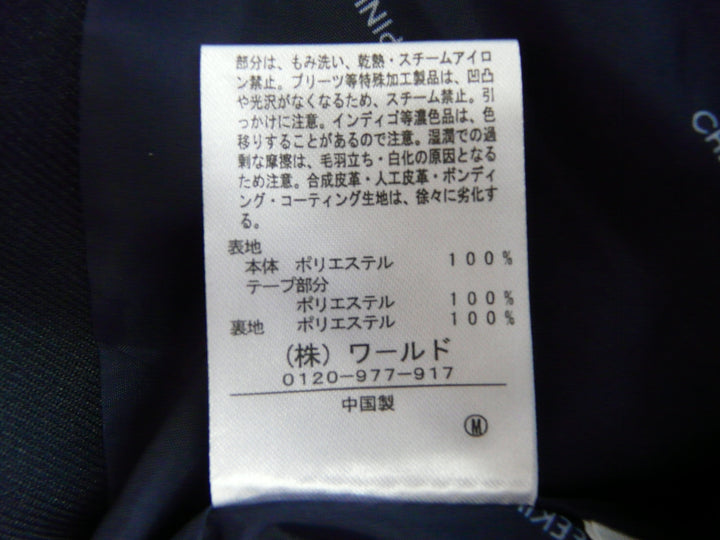 部分は、もみ洗い、乾熱・スチームアイロ
ン禁止。プリーツ等特殊加工製品は、凹凸
や光沢がなくなるため、スチーム禁止。引
っかけに注意。インディゴ等濃色品は、色
移りすることがあるので注意。湿潤での過
剰な摩擦は、毛羽立ち・白化の原因となる
ため注意。合成皮革・人工皮革・ボンディ
ング・コーティング生地は、徐々に劣化す
る。
表地
本体 ポリエステル 100%
テープ部分
ポリエステル 100%
裏地 ポリエステル 100%
(株) ワールド
0120-977-917
中国製
M